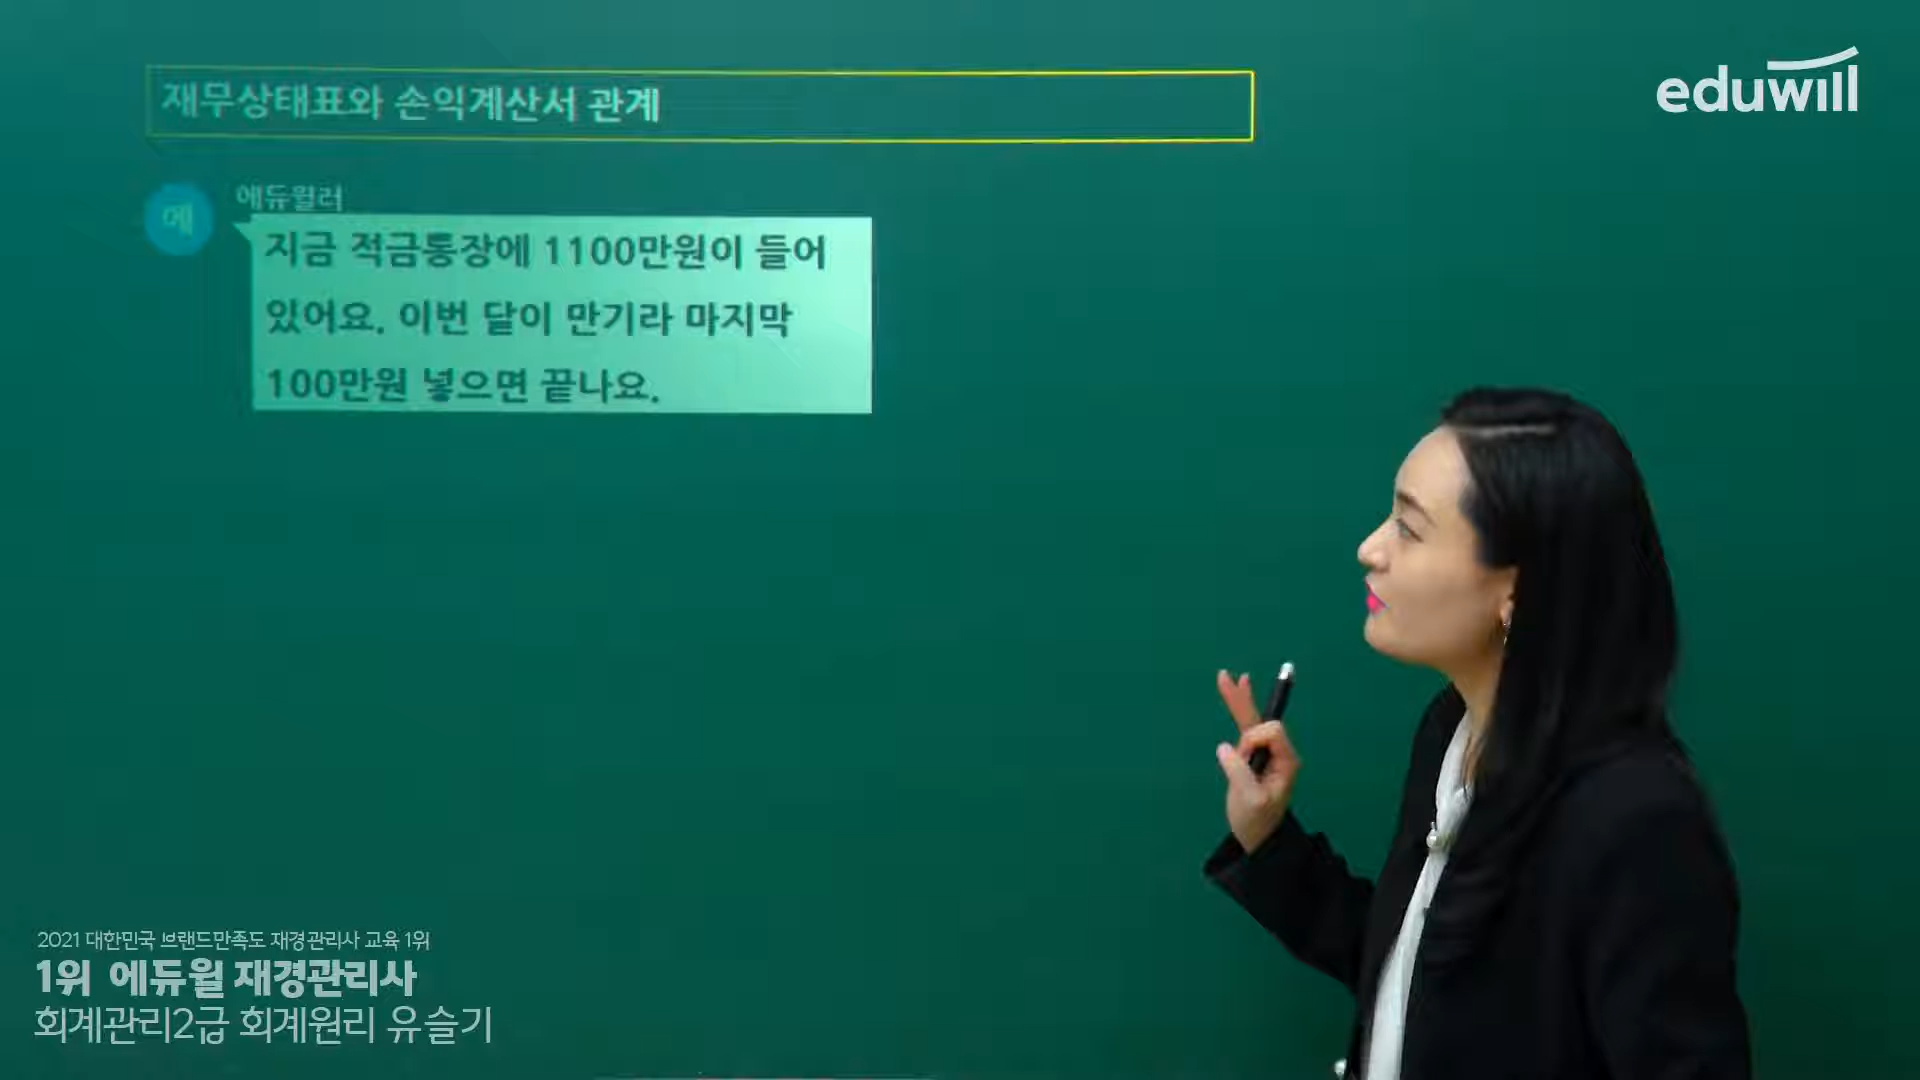 재무상태표와 손익계산서 관계
eduwill
에
에듀윌러
지금 적금통장에 1100만원이 들어
있어요. 이번 달이 만기라 마지막
100만원 넣으면 끝나요.
2021 대한민국 브랜드만족도 재경관리사 교육 1위
1위 에듀윌 재경관리사
회계관리2급 회계원리 유슬기